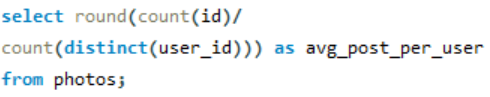 select round(count(id)/
count(distinct(user_id))) as avg_post_per_user
from photos;